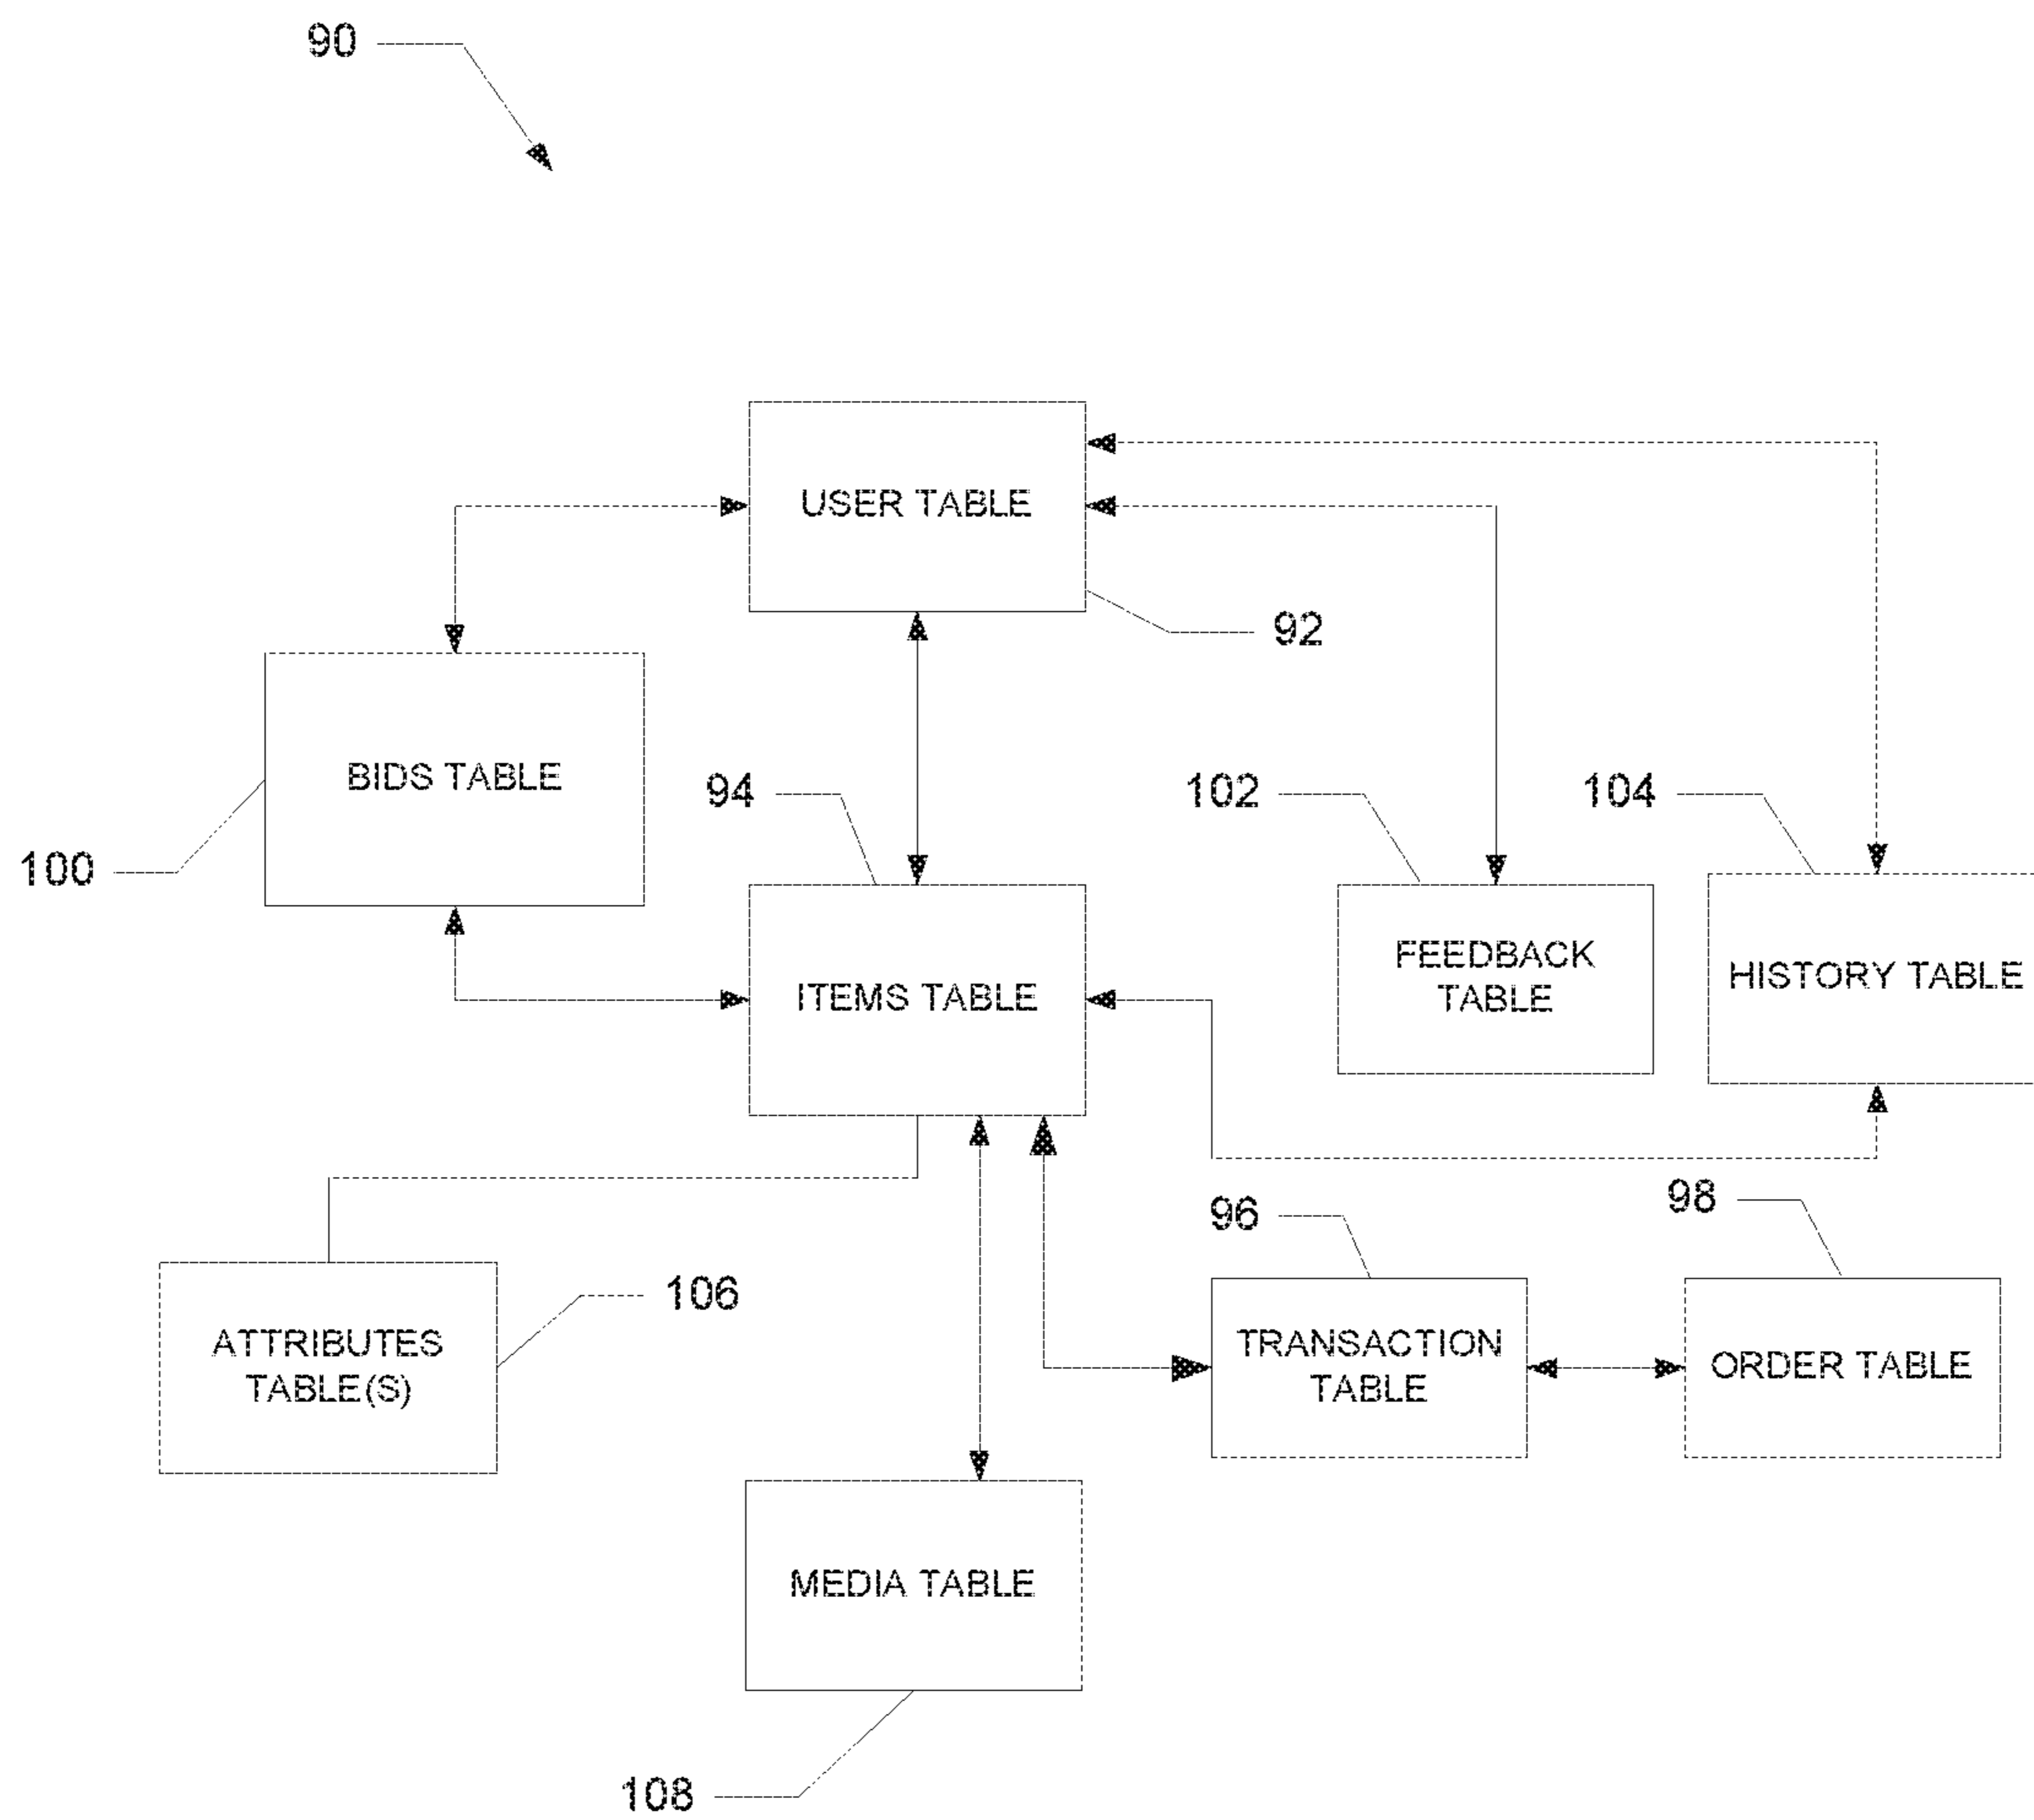 90
USER TABLE
92
BIDS TABLE
100
94
102
104
ITEMS TABLE
FEEDBACK
TABLE
HISTORY TABLE
96
98
ATTRIBUTES
TABLE(S)
106
TRANSACTION
TABLE
ORDER TABLE
MEDIA TABLE
108